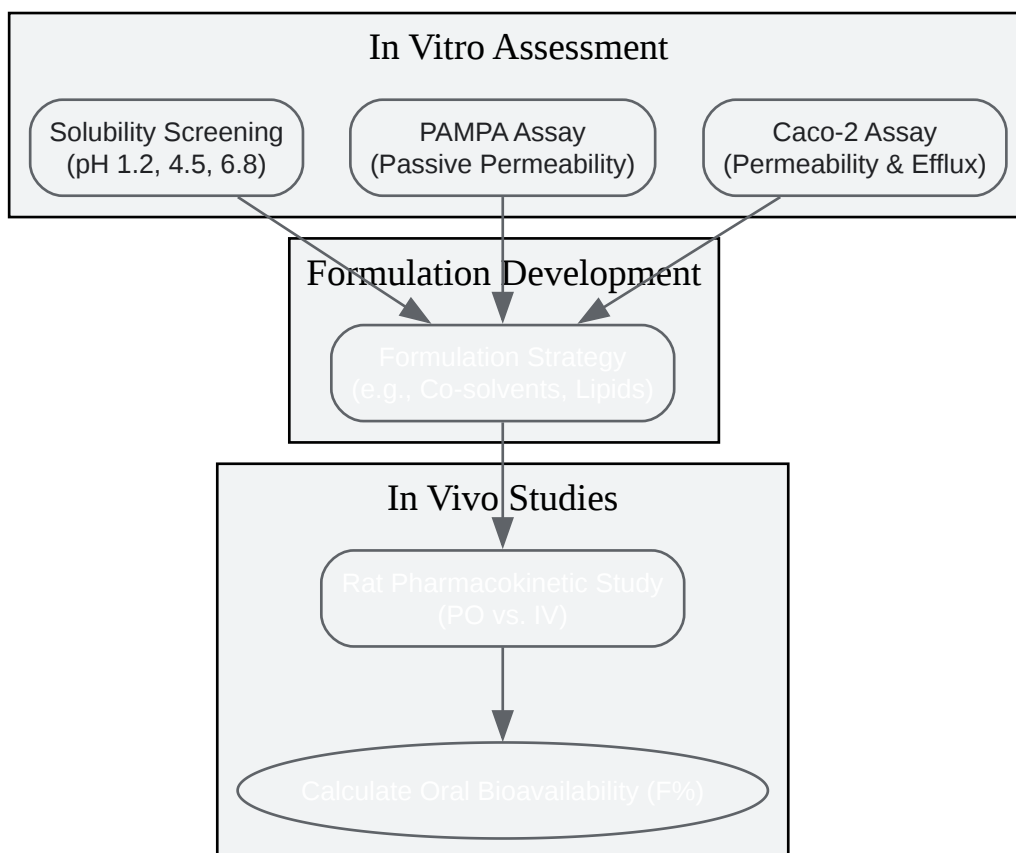 In Vitro Assessment
Solubility Screening
(pH 1.2, 4.5, 6.8)
PAMPA Assay
(Passive Permeability)
Caco-2 Assay
(Permeability & Efflux)
Formulation Development
Formulation Strategy
(e.g., Co-solvents, Lipids)
In Vivo Studies
Rat Pharmacokinetic Study
(PO vs. IV)
Calculate Oral Bioavailability (F%)